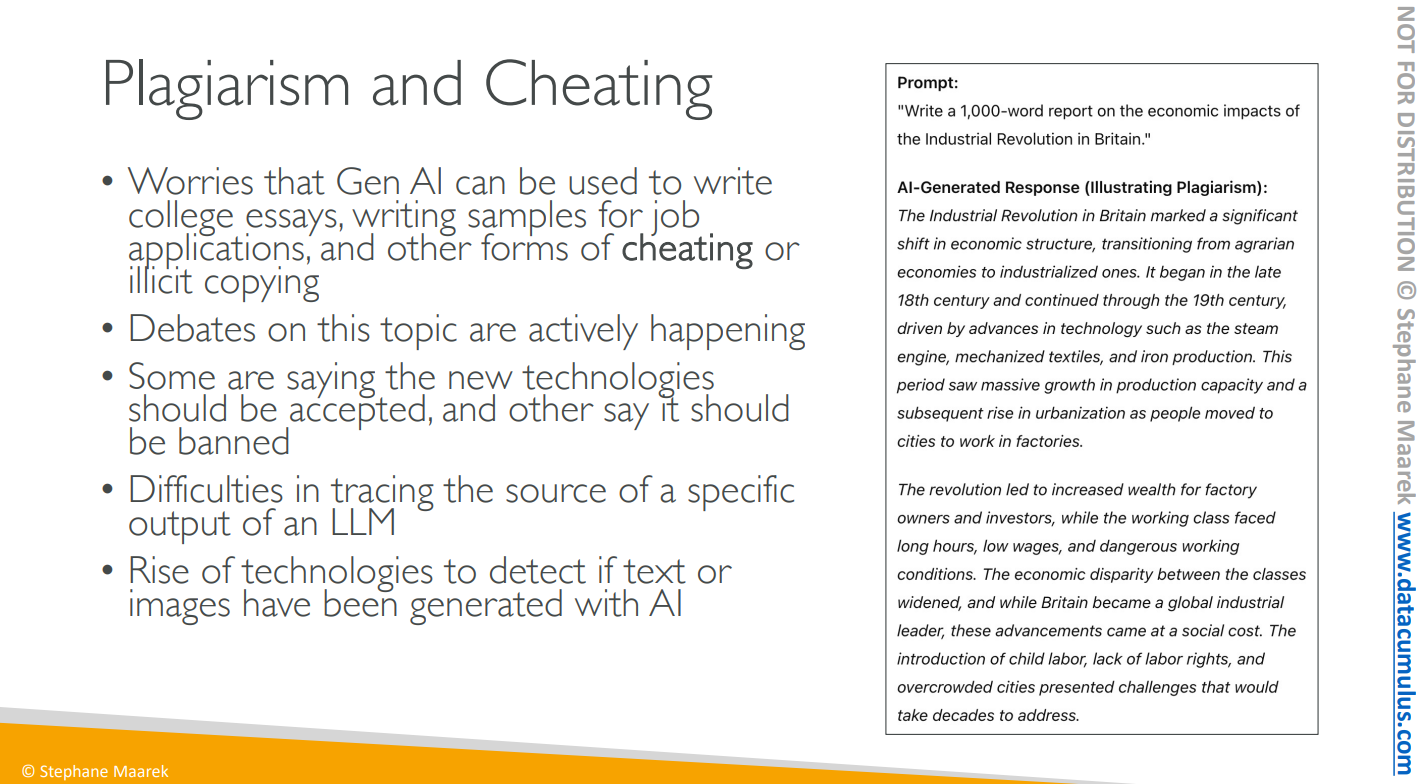 Plagiarism and Cheating
• Worries that Gen AI can be used to write
college essays, writing samples for job
applications, and other forms of cheating or
illicit copying
• Debates on this topic are actively happening
• Some are saying the new technologies
should be accepted, and other say it should
be banned
• Difficulties in tracing the source of a specific
output of an LLM
• Rise of technologies to detect if text or
images have been generated with AI
Prompt:
"Write a 1,000-word report on the economic impacts of
the Industrial Revolution in Britain."
AI-Generated Response (Illustrating Plagiarism):
The Industrial Revolution in Britain marked a significant
shift in economic structure, transitioning from agrarian
economies to industrialized ones. It began in the late
18th century and continued through the 19th century,
driven by advances in technology such as the steam
engine, mechanized textiles, and iron production. This
period saw massive growth in production capacity and a
subsequent rise in urbanization as people moved to
cities to work in factories.
The revolution led to increased wealth for factory
owners and investors, while the working class faced
long hours, low wages, and dangerous working
conditions. The economic disparity between the classes
widened, and while Britain became a global industrial
leader, these advancements came at a social cost. The
introduction of child labor, lack of labor rights, and
overcrowded cities presented challenges that would
take decades to address.
NOT FOR DISTRIBUTION © Stephane Maarek www.datacumulus.com
© Stephane Maarek